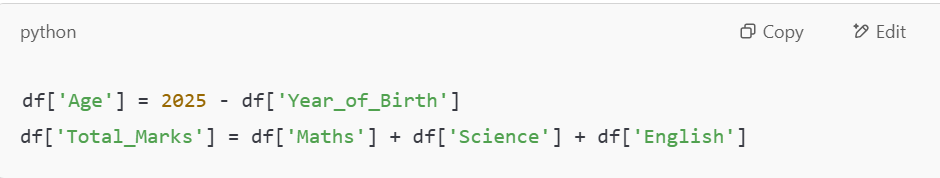 python
Copy
Edit
df['Age'] = 2025 - df['Year_of_Birth']
df['Total_Marks'] = df['Maths'] + df['Science'] + df['English']